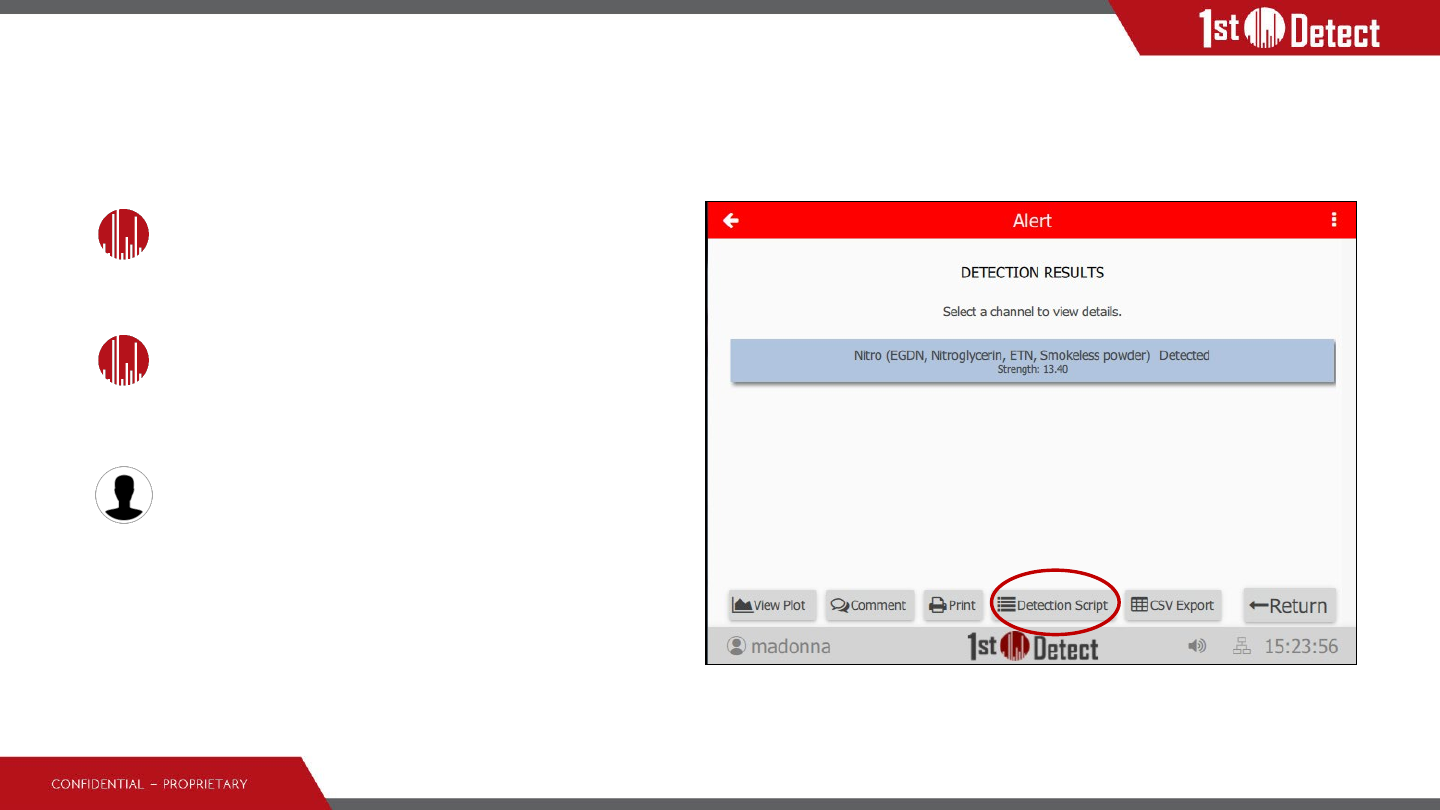 1st Detect
Alert
DETECTION RESULTS
Select a channel to view details.
Nitro (EGDN, Nitroglycerin, ETN, Smokeless powder) Detected
Strength: 13.40
View Plot
Comment
Print
Detection Script
CSV Export
Return
madonna
1st Detect
15:23:56
CONFIDENTIAL – PROPRIETARY